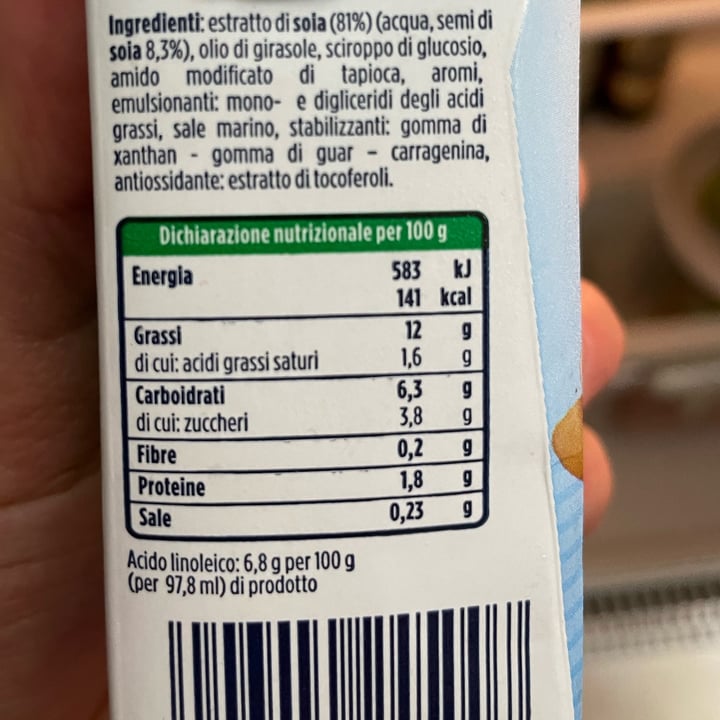 Ingredienti: estratto di soia (81%) (acqua, semi di
soia 8,3%), olio di girasole, sciroppo di glucosio,
amido modificato di tapioca, aromi,
emulsionanti: mono- e digliceridi degli acidi
grassi, sale marino, stabilizzanti: gomma di
xanthan - gomma di guar - carragenina,
antiossidante: estratto di tocoferoli.
Dichiarazione nutrizionale per 100 g
Energia 583 kJ
141 kcal
Grassi 12 g
di cui: acidi grassi saturi 1,6 g
Carboidrati 6,3 g
di cui: zuccheri 3,8 g
Fibre 0,2 g
Proteine 1,8 g
Sale 0,23 g
Acido linoleico: 6,8 g per 100 g
(per 97,8 ml) di prodotto